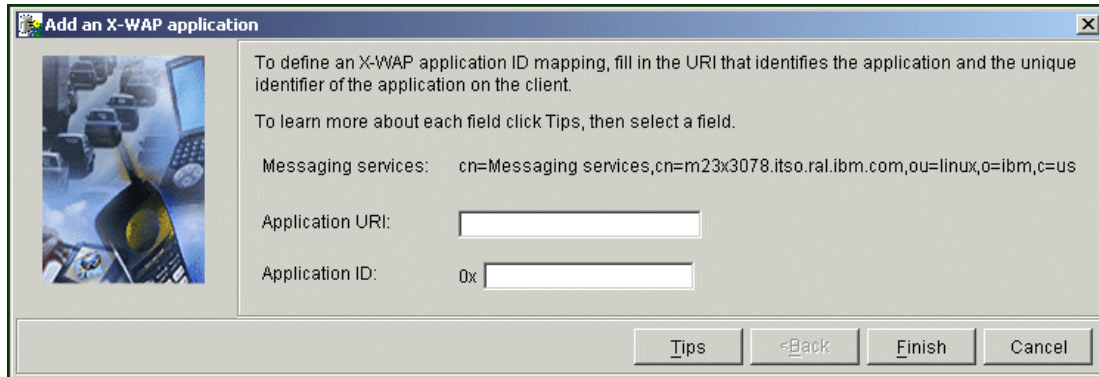 Add an X-WAP application
To define an X-WAP application ID mapping, fill in the URI that identifies the application and the unique
identifier of the application on the client.
To learn more about each field click Tips, then select a field.
Messaging services: cn=Messaging services,cn=m23x3078.itso.ral.ibm.com,ou=linux,o=ibm,c=us
Application URI:
Application ID: 0x
Tips <Back Finish Cancel